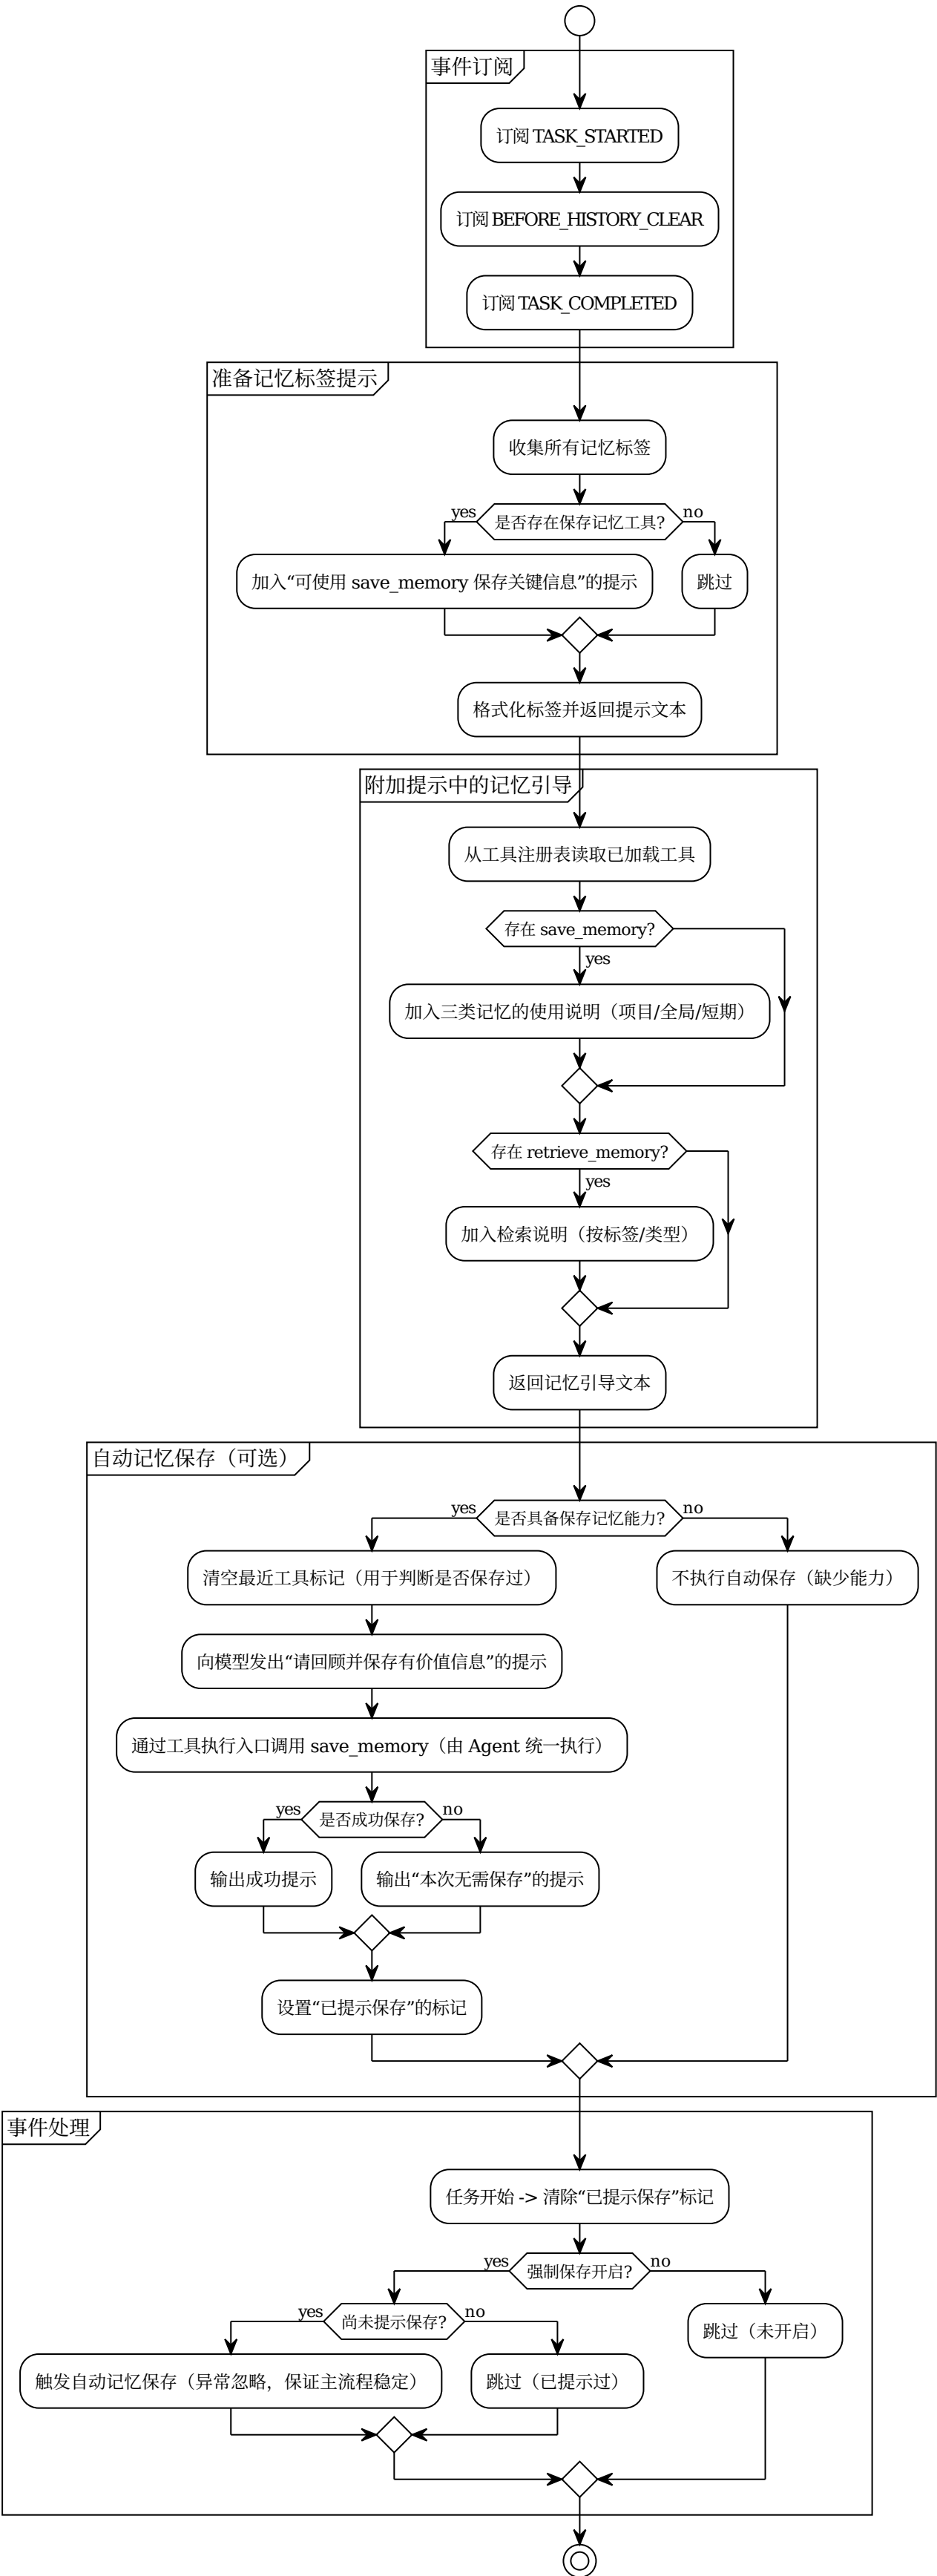 事件订阅
订阅 TASK_STARTED
订阅 BEFORE_HISTORY_CLEAR
订阅 TASK_COMPLETED
准备记忆标签提示
收集所有记忆标签
yes
是否存在保存记忆工具?
no
加入“可使用 save_memory 保存关键信息”的提示
跳过
格式化标签并返回提示文本
附加提示中的记忆引导
从工具注册表读取已加载工具
存在 save_memory?
yes
加入三类记忆的使用说明（项目/全局/短期）
存在 retrieve_memory?
yes
加入检索说明（按标签/类型）
返回记忆引导文本
自动记忆保存（可选）
yes
是否具备保存记忆能力?
no
清空最近工具标记（用于判断是否保存过）
不执行自动保存（缺少能力）
向模型发出“请回顾并保存有价值信息”的提示
通过工具执行入口调用 save_memory（由 Agent 统一执行）
yes
是否成功保存?
no
输出成功提示
输出“本次无需保存”的提示
设置“已提示保存”的标记
事件处理
任务开始 -> 清除“已提示保存”标记
yes
强制保存开启?
no
yes
尚未提示保存?
no
跳过（未开启）
触发自动记忆保存（异常忽略，保证主流程稳定）
跳过（已提示过）